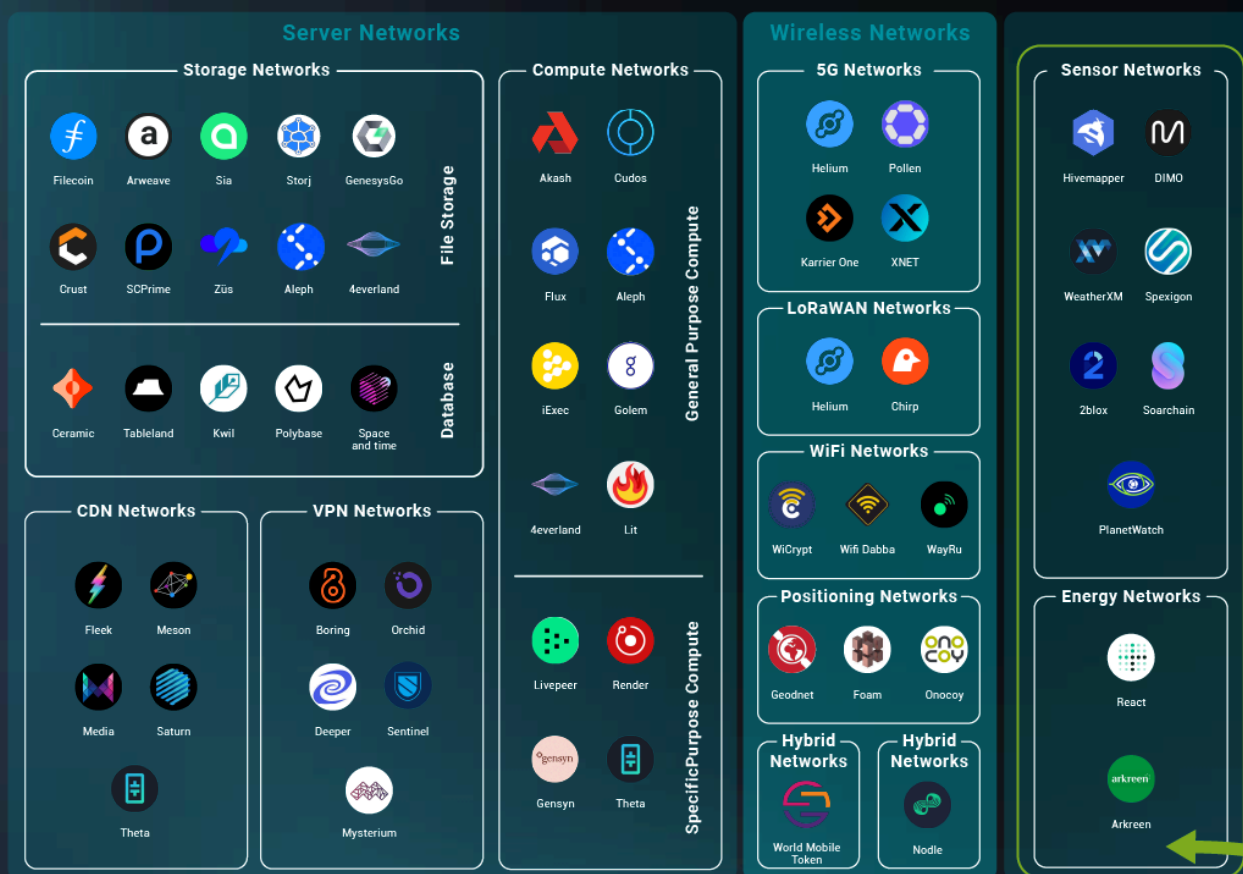 Server Networks
Storage Networks
Filecoin
Arweave
Sia
Storj
GenesysGo
Crust
SCPrime
Züs
Aleph
4everland
File Storage
Ceramic
Tableland
Kwil
Polybase
Space
and time
Database
CDN Networks
Fleek
Meson
Media
Saturn
Theta
VPN Networks
Boring
Orchid
Deeper
Sentinel
Mysterium
Compute Networks
Akash
Cudos
Flux
Aleph
iExec
Golem
4everland
Lit
General Purpose Compute
Livepeer
Render
gensyn
Gensyn
Theta
SpecificPurpose Compute
Wireless Networks
5G Networks
Helium
Pollen
Karrier One
XNET
LoRaWAN Networks
Helium
Chirp
WiFi Networks
WiCrypt
Wifi Dabba
WayRu
Positioning Networks
Geodnet
Foam
ONO
COY
Onocoy
Hybrid
Networks
World Mobile
Token
Hybrid
Networks
Nodle
Sensor Networks
Hivemapper
DIMO
WeatherXM
Spexigon
2blox
Soarchain
PlanetWatch
Energy Networks
React
arkreen
Arkreen